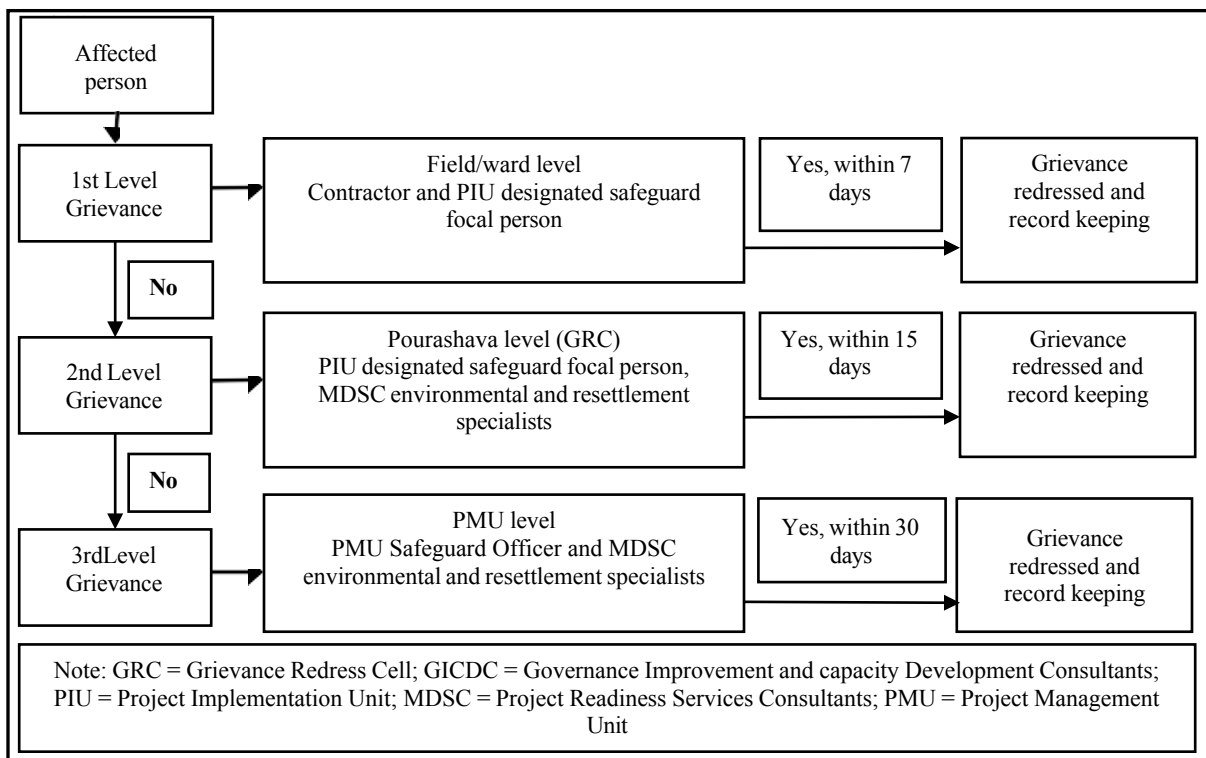 Affected
person
1st Level
Grievance
Field/ward level
Contractor and PIU designated safeguard
focal person
Yes, within 7
days
Grievance
redressed and
record keeping
No
2nd Level
Grievance
Pourashava level (GRC)
PIU designated safeguard focal person,
MDSC environmental and resettlement
specialists
Yes, within 15
days
Grievance
redressed and
record keeping
No
3rdLevel
Grievance
PMU level
PMU Safeguard Officer and MDSC
environmental and resettlement specialists
Yes, within 30
days
Grievance
redressed and
record keeping
Note: GRC = Grievance Redress Cell; GICDC = Governance Improvement and capacity Development Consultants;
PIU = Project Implementation Unit; MDSC = Project Readiness Services Consultants; PMU = Project Management
Unit